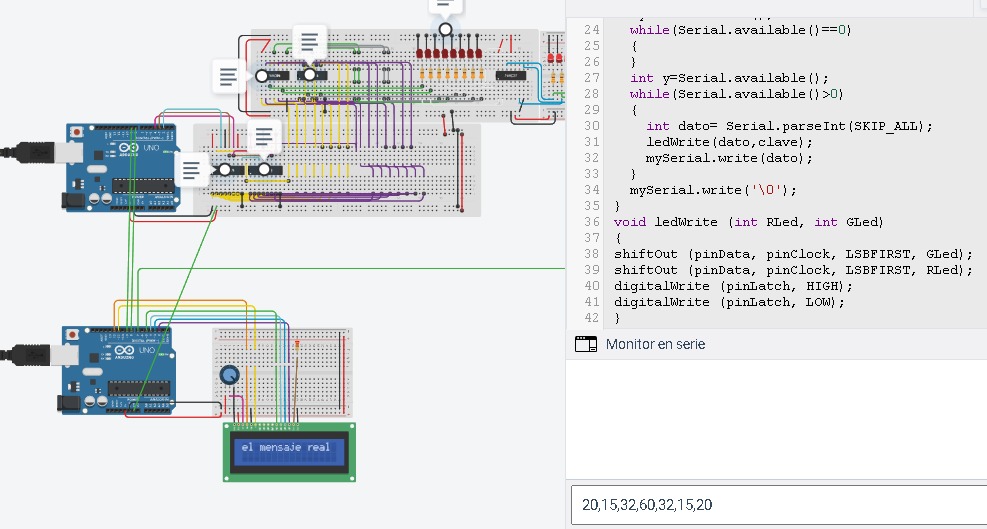 UNO
ARDUINO
UNO
ARDUINO
el mensaje real
24 while(Serial.available()==0)
25 {
26 }
27 int y=Serial.available();
28 while(Serial.available()>0)
29 {
30 int dato= Serial.parseInt(SKIP_ALL);
31 ledWrite(dato,clave);
32 mySerial.write(dato);
33 }
34 mySerial.write('\0');
35 }
36 void ledWrite (int RLed, int GLed)
37 {
38 shiftOut (pinData, pinClock, LSBFIRST, GLed);
39 shiftOut (pinData, pinClock, LSBFIRST, RLed);
40 digitalWrite (pinLatch, HIGH);
41 digitalWrite (pinLatch, LOW);
42 }
Monitor en serie
20,15,32,60,32,15,20